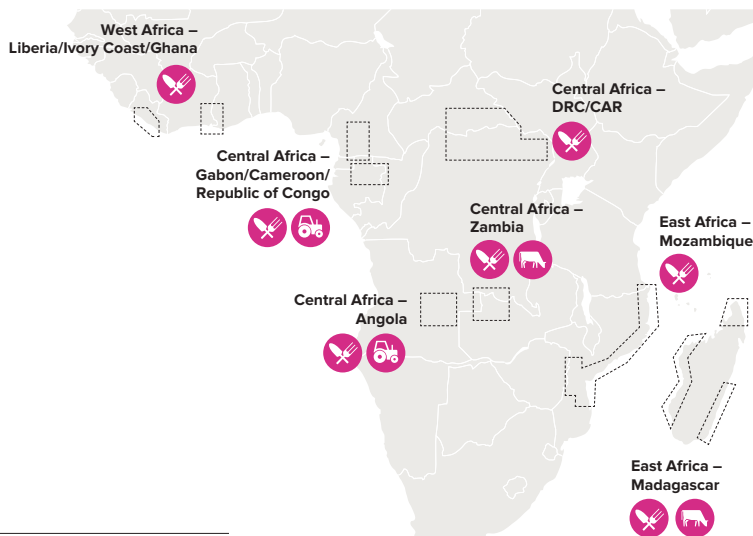 West Africa –
Liberia/Ivory Coast/Ghana
Central Africa –
DRC/CAR
Central Africa –
Gabon/Cameroon/
Republic of Congo
Central Africa –
Zambia
East Africa –
Mozambique
Central Africa –
Angola
East Africa –
Madagascar